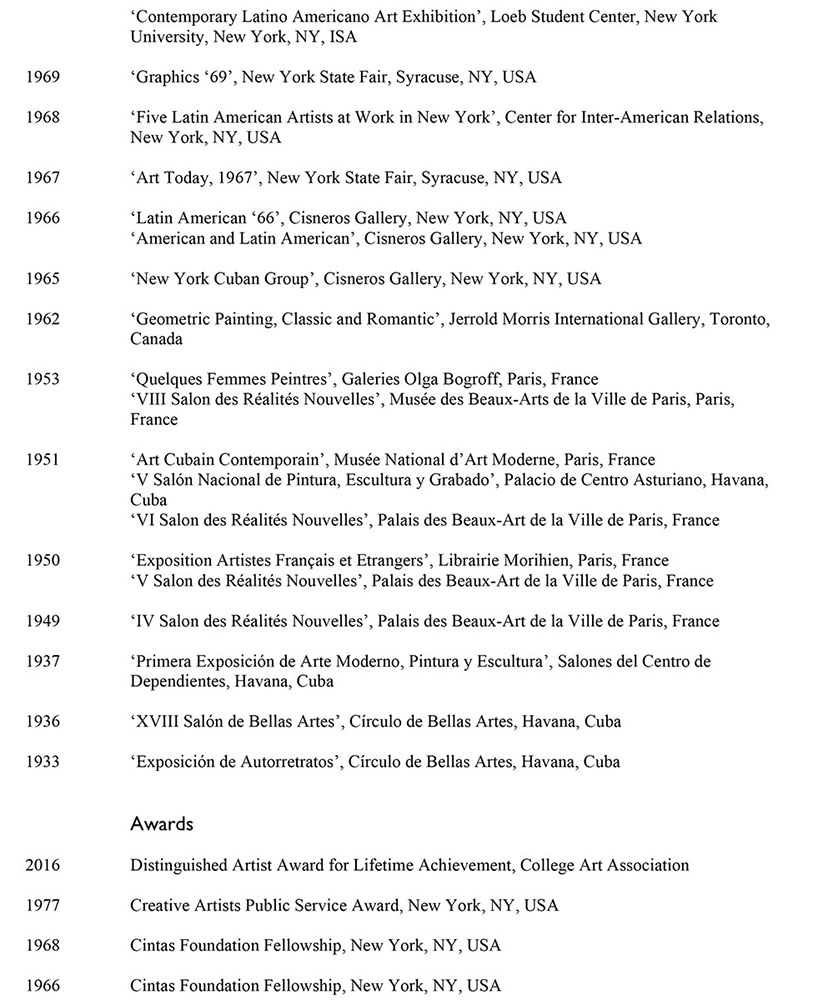 ‘Contemporary Latino Americano Art Exhibition’, Loeb Student Center, New York
University, New York, NY, ISA
1969 ‘Graphics ‘69’, New York State Fair, Syracuse, NY, USA
1968 ‘Five Latin American Artists at Work in New York’, Center for Inter-American Relations,
New York, NY, USA
1967 ‘Art Today, 1967’, New York State Fair, Syracuse, NY, USA
1966 ‘Latin American ‘66’, Cisneros Gallery, New York, NY, USA
‘American and Latin American’, Cisneros Gallery, New York, NY, USA
1965 ‘New York Cuban Group’, Cisneros Gallery, New York, NY, USA
1962 ‘Geometric Painting, Classic and Romantic’, Jerrold Morris International Gallery, Toronto,
Canada
1953 ‘Quelques Femmes Peintres’, Galeries Olga Bogroff, Paris, France
‘VIII Salon des Réalités Nouvelles’, Musée des Beaux-Arts de la Ville de Paris, Paris,
France
1951 ‘Art Cubain Contemporain’, Musée National d’Art Moderne, Paris, France
‘V Salón Nacional de Pintura, Escultura y Grabado’, Palacio de Centro Asturiano, Havana,
Cuba
‘VI Salon des Réalités Nouvelles’, Palais des Beaux-Art de la Ville de Paris, France
1950 ‘Exposition Artistes Français et Etrangers’, Librairie Morihien, Paris, France
‘V Salon des Réalités Nouvelles’, Palais des Beaux-Art de la Ville de Paris, France
1949 ‘IV Salon des Réalités Nouvelles’, Palais des Beaux-Art de la Ville de Paris, France
1937 ‘Primera Exposición de Arte Moderno, Pintura y Escultura’, Salones del Centro de
Dependientes, Havana, Cuba
1936 ‘XVIII Salón de Bellas Artes’, Círculo de Bellas Artes, Havana, Cuba
1933 ‘Exposición de Autorretratos’, Círculo de Bellas Artes, Havana, Cuba
Awards
2016 Distinguished Artist Award for Lifetime Achievement, College Art Association
1977 Creative Artists Public Service Award, New York, NY, USA
1968 Cintas Foundation Fellowship, New York, NY, USA
1966 Cintas Foundation Fellowship, New York, NY, USA